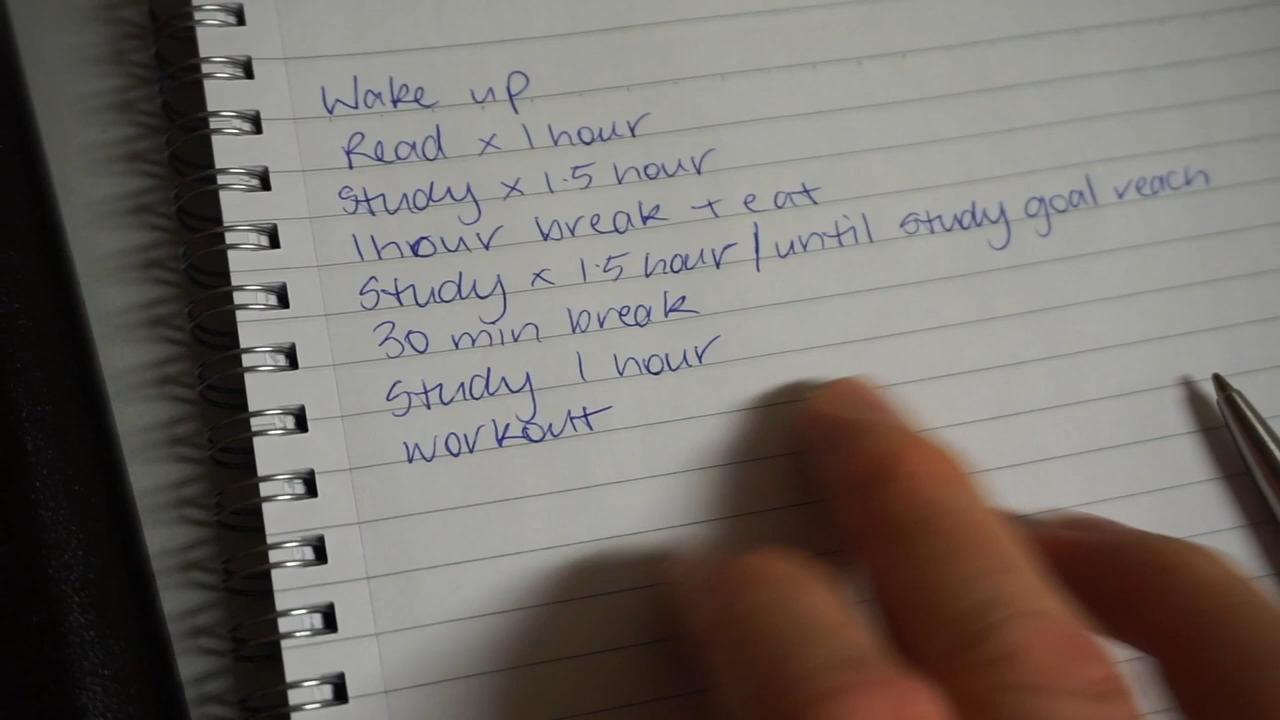 Wake up
Read x 1 hour
Study x 1.5 hour
1 hour break + eat
Study x 1.5 hour / until study goal reach
30 min break
Study 1 hour
workout